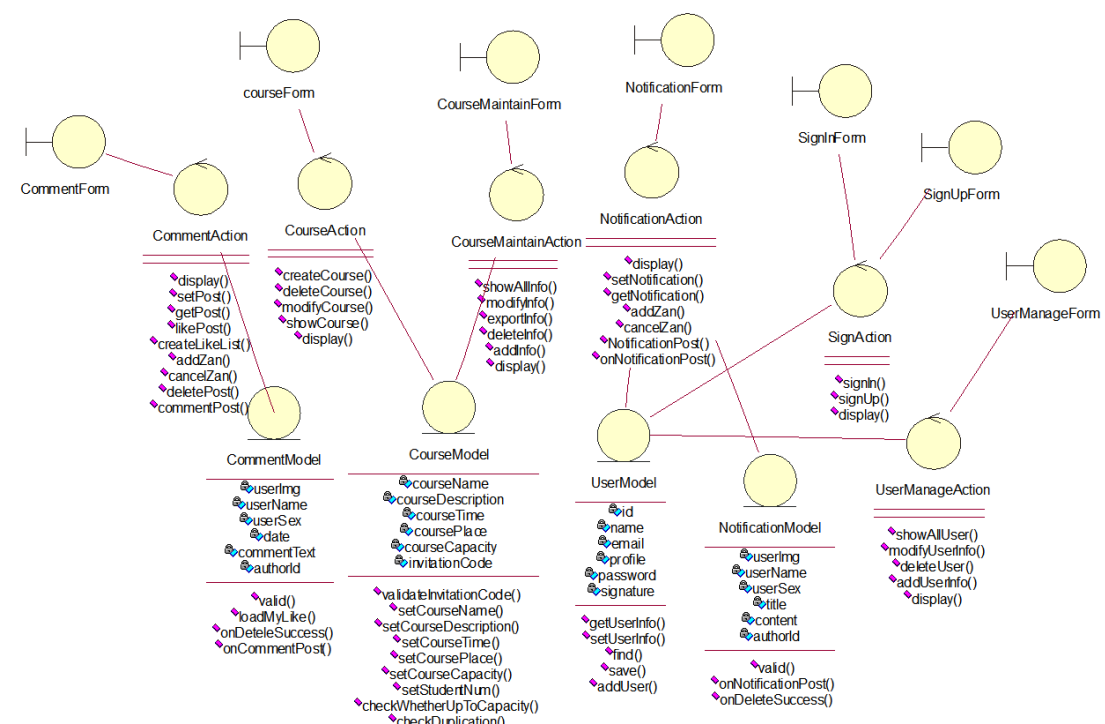 courseForm
CourseMaintainForm
NotificationForm
SignInForm
CommentForm
SignUpForm
CommentAction
display()
setPost()
getPost()
likePost()
createLikeList()
addZan()
cancelZan()
deletePost()
commentPost()
CourseAction
createCourse()
deleteCourse()
modifyCourse()
showCourse()
display()
CourseMaintainAction
showAllInfo()
modifyInfo()
exportInfo()
deleteInfo()
addInfo()
display()
NotificationAction
display()
setNotification()
getNotification()
addZan()
cancelZan()
NotificationPost()
onNotificationPost()
SignAction
signIn()
signUp()
display()
UserManageForm
CommentModel
userImg
userName
userSex
date
commentText
authorId
valid()
loadMyLike()
onDeteleSuccess()
onCommentPost()
CourseModel
courseName
courseDescription
courseTime
coursePlace
courseCapacity
invitationCode
validateInvitationCode()
setCourseName()
setCourseDescription()
setCourseTime()
setCoursePlace()
setCourseCapacity()
setStudentNum()
checkWhetherUpToCapacity()
checkDuplication()
UserModel
id
name
email
profile
password
signature
getUserInfo()
setUserInfo()
find()
save()
addUser()
NotificationModel
userImg
userName
userSex
title
content
authorId
valid()
onNotificationPost()
onDeleteSuccess()
UserManageAction
showAllUser()
modifyUserInfo()
deleteUser()
addUserInfo()
display()